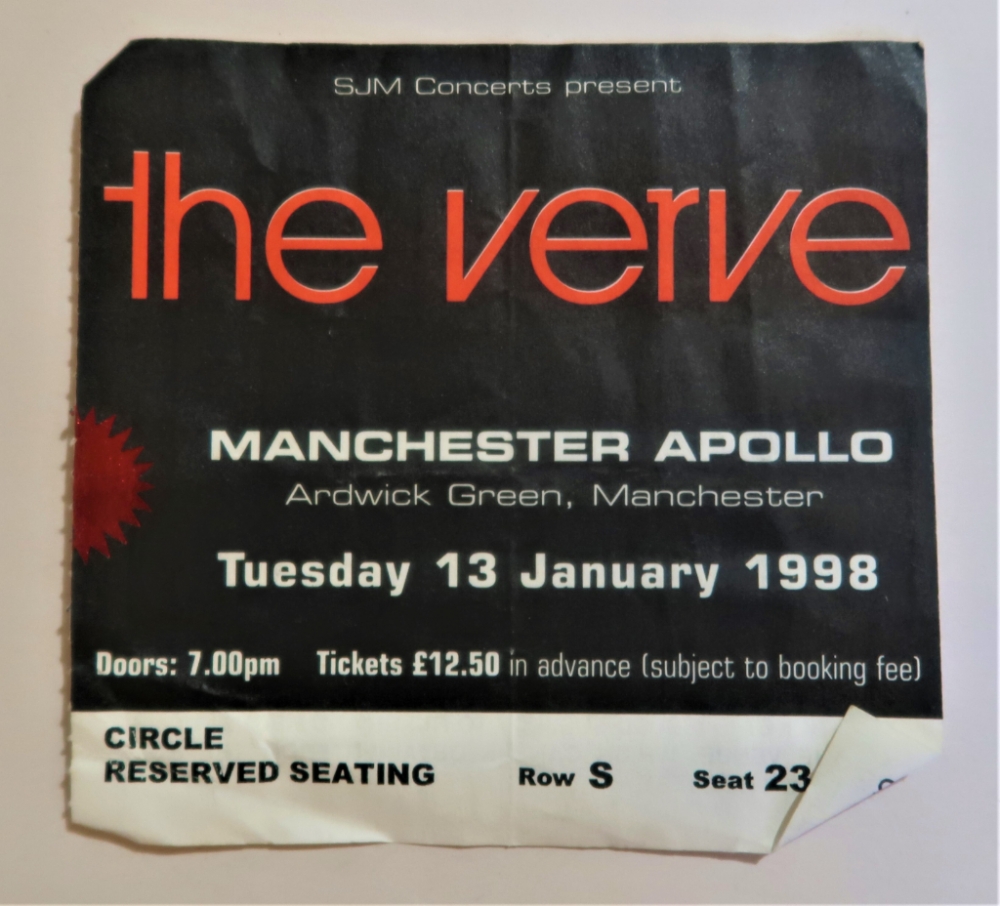 SJM Concerts present
the verve
MANCHESTER APOLLO
Ardwick Green, Manchester
Tuesday 13 January 1998
Doors: 7.00pm Tickets £12.50 in advance (subject to booking fee)
CIRCLE
RESERVED SEATING Row S Seat 23